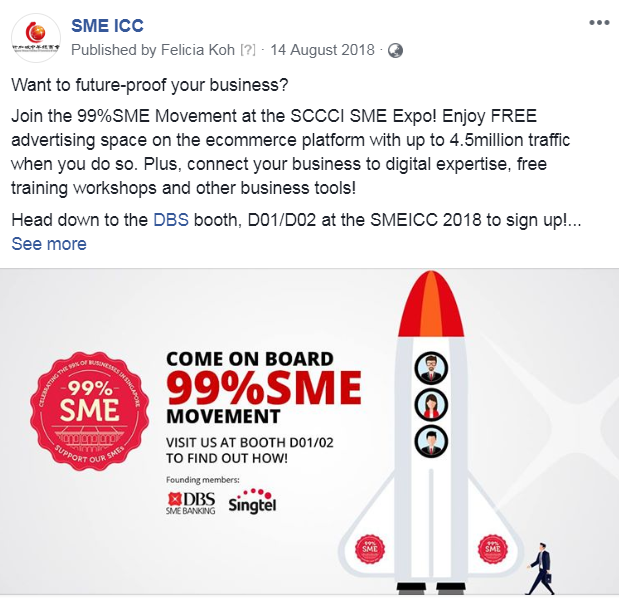 SME ICC
Published by Felicia Koh [?] · 14 August 2018 ·
Want to future-proof your business?
Join the 99%SME Movement at the SCCCI SME Expo! Enjoy FREE
advertising space on the ecommerce platform with up to 4.5million traffic
when you do so. Plus, connect your business to digital expertise, free
training workshops and other business tools!
Head down to the DBS booth, D01/D02 at the SMEICC 2018 to sign up!...
See more
CELEBRATING THE 99% OF BUSINESSES IN SINGAPORE
99%
SME
SUPPORT OUR SMEs
COME ON BOARD
99%SME
MOVEMENT
VISIT US AT BOOTH D01/02
TO FIND OUT HOW!
Founding members:
DBS
SME BANKING
Singtel
99%
SME
99%
SME